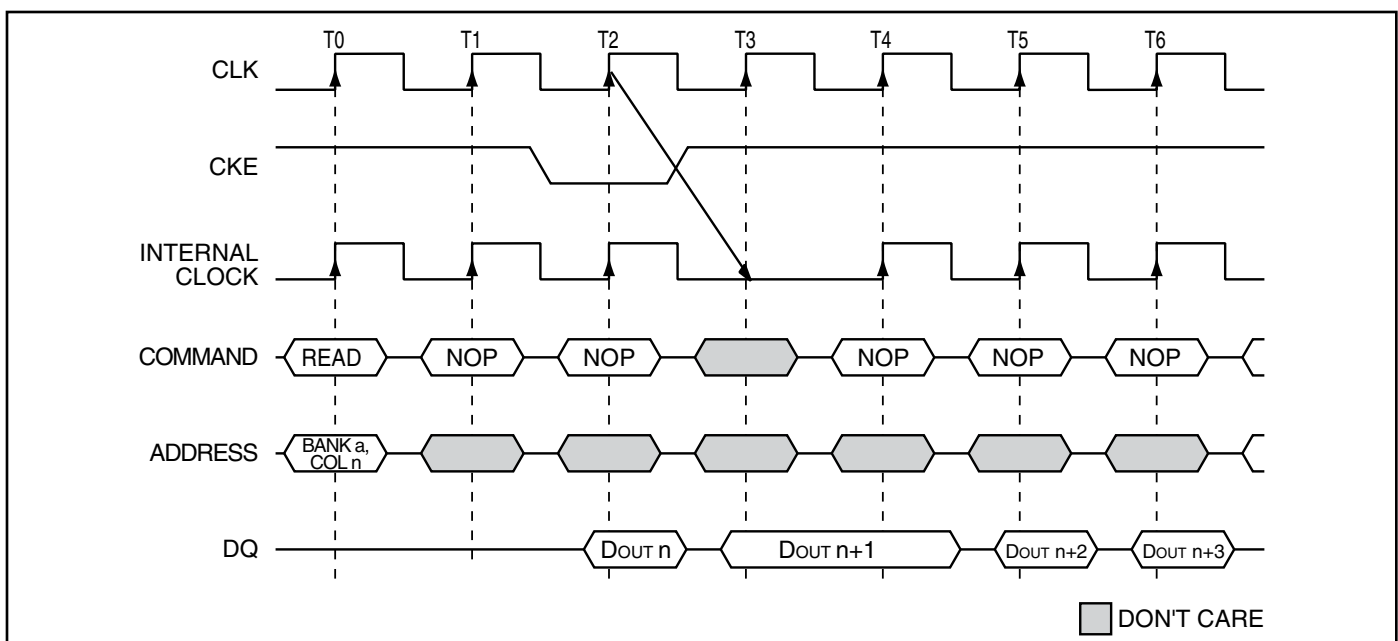 T0 T1 T2 T3 T4 T5 T6
CLK
CKE
INTERNAL
CLOCK
COMMAND READ NOP NOP NOP NOP NOP
ADDRESS BANK a,
COL n
DQ DOUT n DOUT n+1 DOUT n+2 DOUT n+3
DON'T CARE